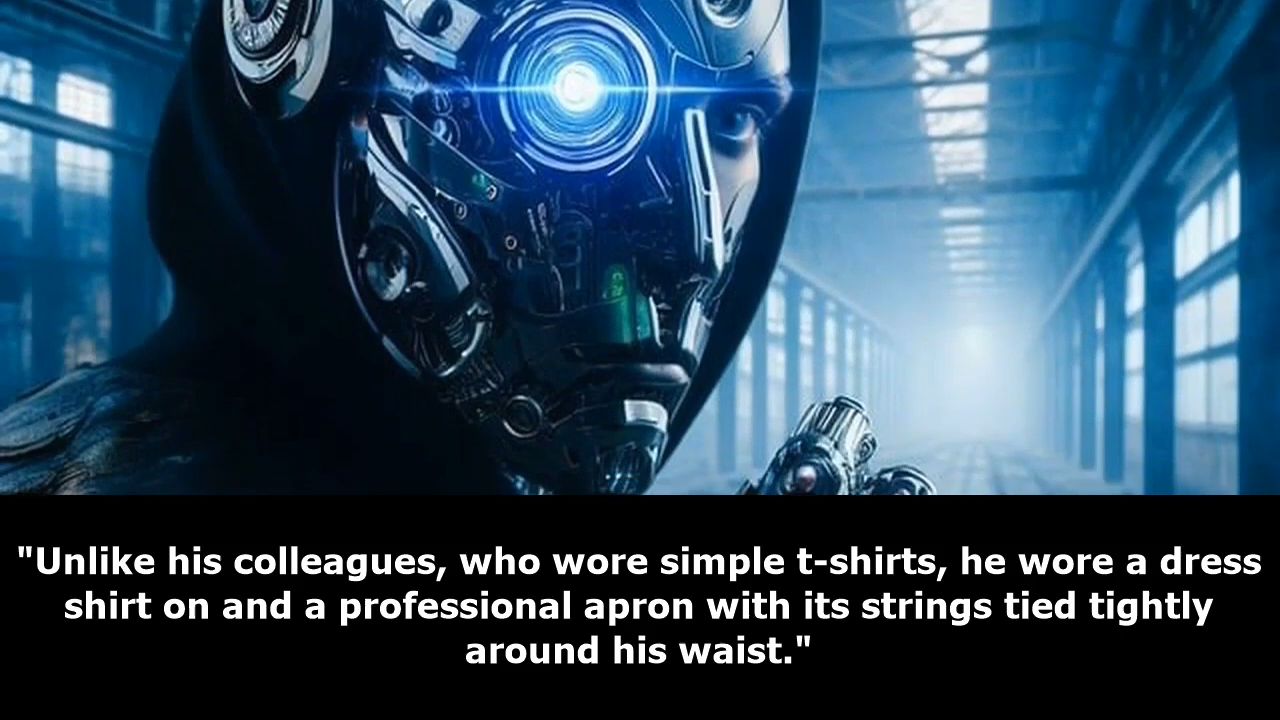 "Unlike his colleagues, who wore simple t-shirts, he wore a dress
shirt on and a professional apron with its strings tied tightly
around his waist."